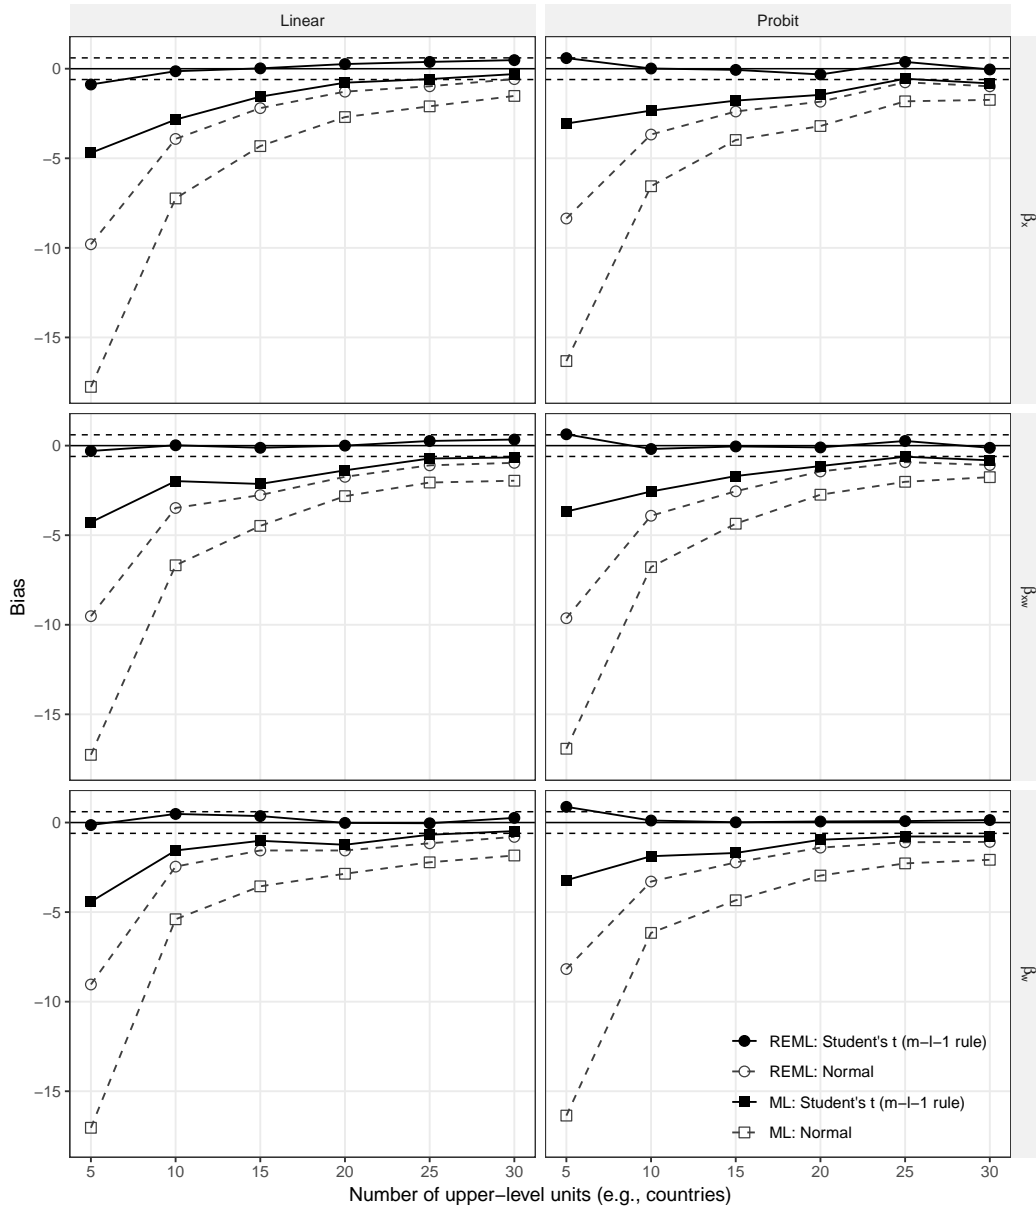 Linear
Probit
0
−5
−10
−15
βx
0
−5
−10
−15
βxw
Bias
0
−5
−10
−15
βw
REML: Student's t (m−l−1 rule)
REML: Normal
ML: Student's t (m−l−1 rule)
ML: Normal
5 10 15 20 25 30
5 10 15 20 25 30
Number of upper−level units (e.g., countries)